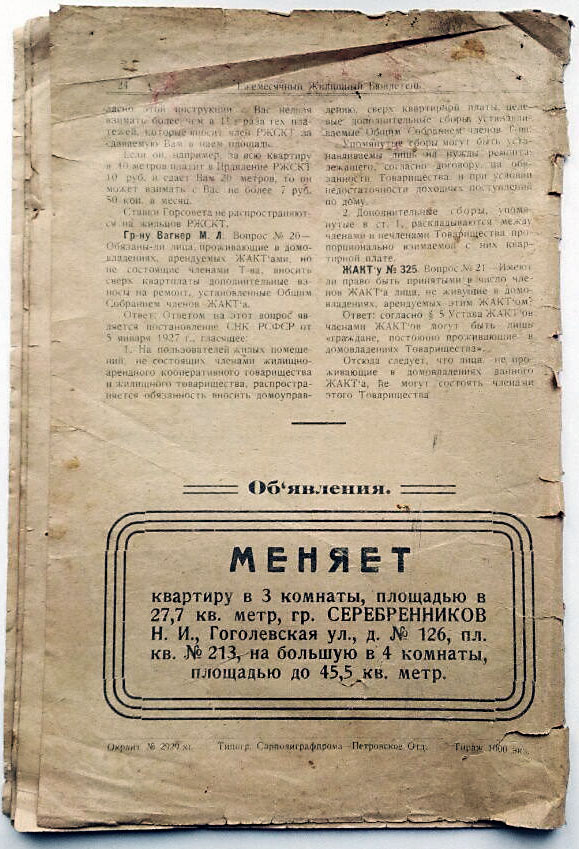 24
Ежемесячный Жилищный Бюллетень
ласно этой инструкции с Вас нельзя
взимать более, чем в 1½ раза тех пла-
тежей, которые вносит член РЖСКТ за
сдаваемую Вам в наем площадь.
Если он, например, за всю квартиру
в 40 метров платит в Правление РЖСКТ
10 руб. и сдает Вам 20 метров, то он
может взимать с Вас не более 7 руб.
50 коп. в месяц.
Ставки Горсовета не распространяют-
ся на жильцов РЖСКТ.
Гр-ну Вагнер М. Л. Вопрос № 20—
Обязаны-ли лица, проживающие в домо-
владениях, арендуемых ЖАКТ'ами, но
не состоящие членами Т-ва, вносить
сверх квартплаты дополнительные взно-
сы на ремонт, установленные Общим
Собранием членов ЖАКТ'а.
Ответ: Ответом на этот вопрос яв-
ляется постановление СНК РСФСР от
5 января 1927 г., гласящее:
1. На пользователей жилых помеще-
ний, не состоящих членами жилищно-
арендного кооперативного товарищества
и жилищного товарищества, распростра-
няется обязанность вносить домоуправ-
лению, сверх квартирной платы, целе-
вые дополнительные сборы, устанавли-
ваемые Общим Собранием членов Т-ва.
Упомянутые сборы могут быть уста-
навливаемы лишь на нужды ремонта,
лежащего, согласно договору, на обя-
занности Товарищества, и при условии
недостаточности доходных поступлений
по дому.
2. Дополнительные сборы, упомя-
нутые в ст. 1, раскладываются между
членами и нечленами Товарищества про-
порционально взимаемой с них квар-
тирной плате.
ЖАКТ'у № 325. Вопрос № 21—Имеют-
ли право быть принятыми в число чле-
нов ЖАКТ'а лица, не живущие в домо-
владениях, арендуемых этим ЖАКТ'ом?
Ответ: согласно § 5 Устава ЖАКТ'ов
членами ЖАКТ'ов могут быть лишь
«граждане, постоянно проживающие в
домовладениях Товарищества».
Отсюда следует, что лица, не про-
живающие в домовладениях данного
ЖАКТ'а, не могут состоять членами
этого Товарищества
Об'явления.
МЕНЯЕТ
квартиру в 3 комнаты, площадью в
27,7 кв. метр, гр. СЕРЕБРЕННИКОВ
Н. И., Гоголевская ул., д. № 126, пл.
кв. № 213, на большую в 4 комнаты,
площадью до 45,5 кв. метр.
Окрлит № 2929 Типогр. Сарполиграфпрома Петровское Отд. Тираж 1000 эк.